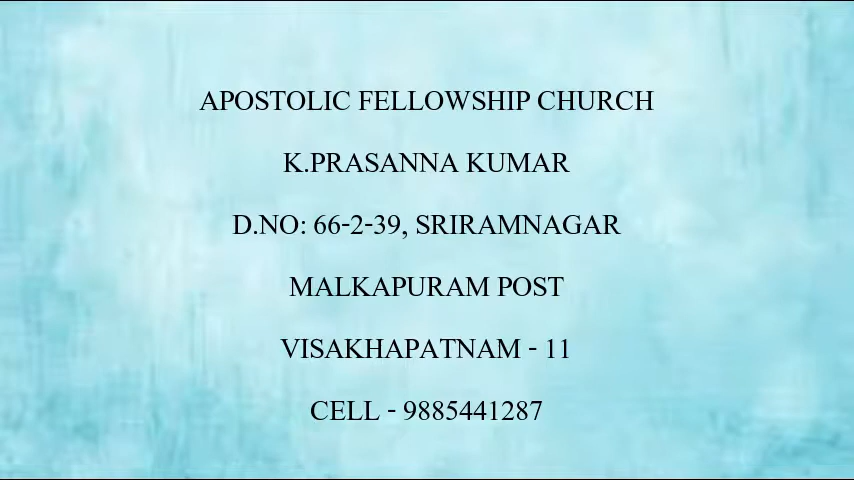 APOSTOLIC FELLOWSHIP CHURCH
K.PRASANNA KUMAR
D.NO: 66-2-39, SRIRAMNAGAR
MALKAPURAM POST
VISAKHAPATNAM - 11
CELL - 9885441287